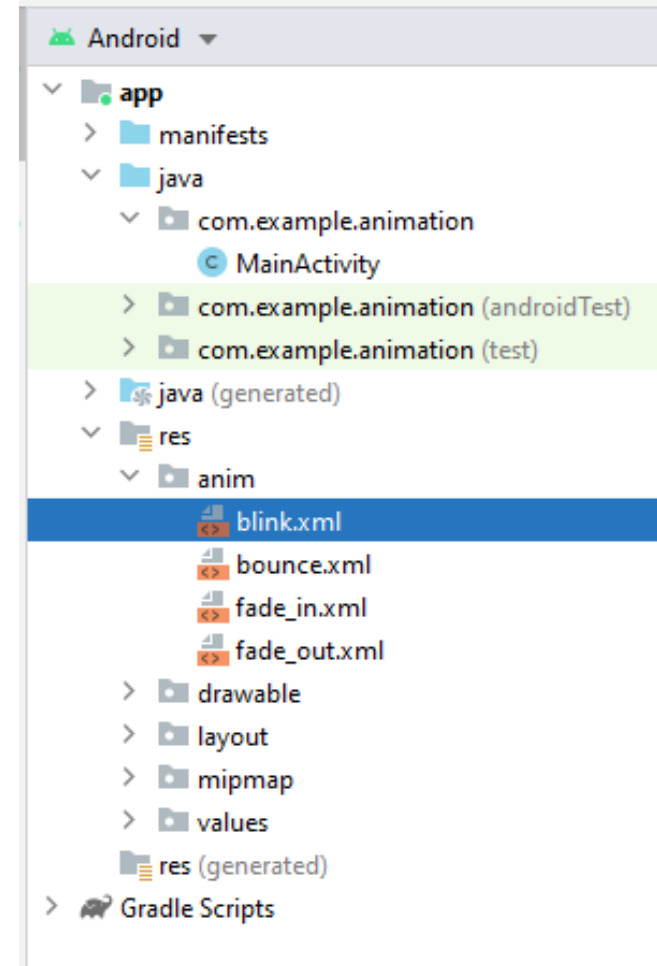 Android
app
manifests
java
com.example.animation
MainActivity
com.example.animation (androidTest)
com.example.animation (test)
java (generated)
res
anim
blink.xml
bounce.xml
fade_in.xml
fade_out.xml
drawable
layout
mipmap
values
res (generated)
Gradle Scripts